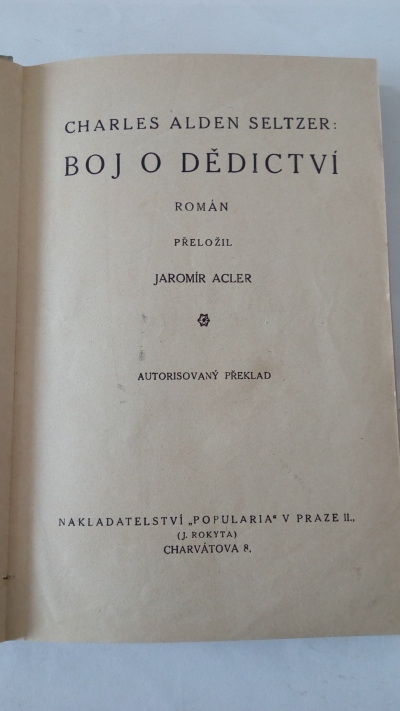 CHARLES ALDEN SELTZER:
BOJ O DĚDICTVÍ
ROMÁN
PŘELOŽIL
JAROMÍR ACLER
AUTORISOVANÝ PŘEKLAD
NAKLADATELSTVÍ „POPULARIA“ V PRAZE II.,
(J. ROKYTA)
CHARVÁTOVA 8.